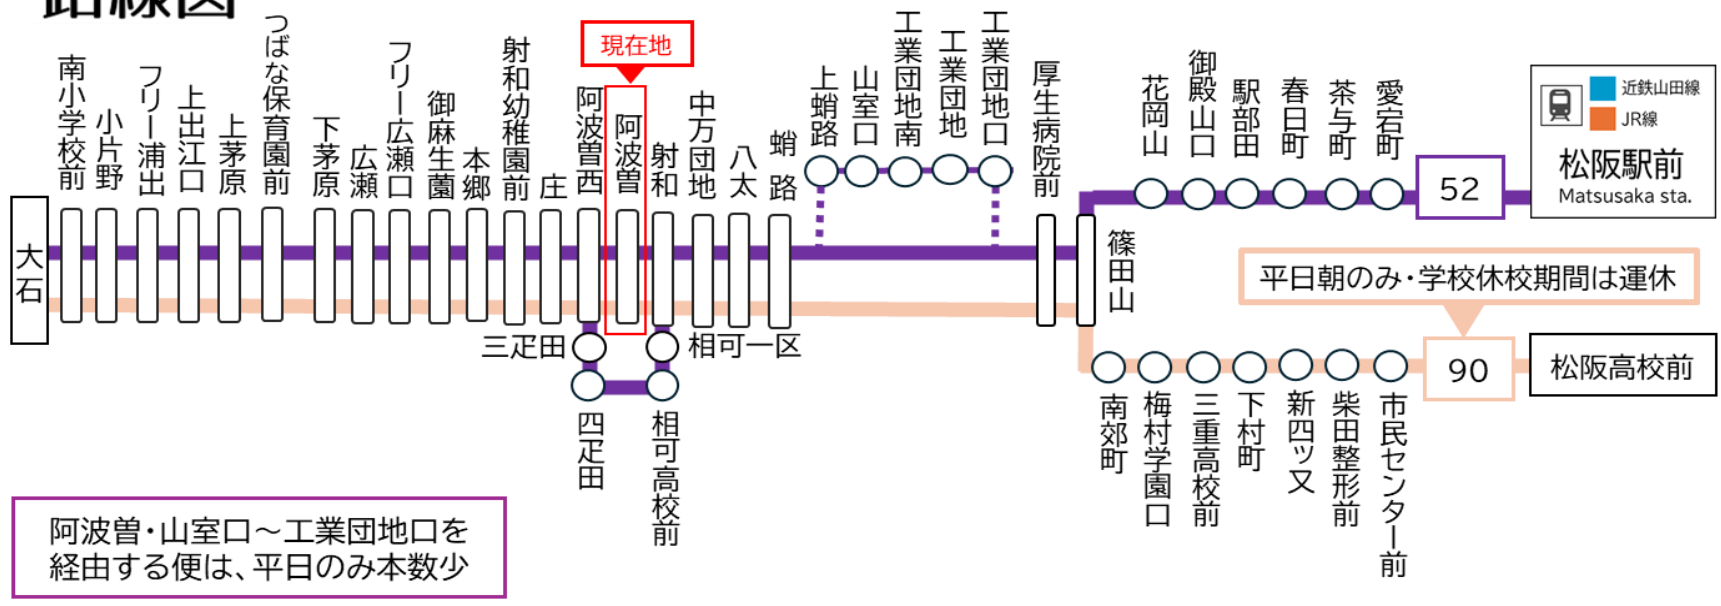 路線図
現在地
大石
南小学校前
小片野
フリー浦出
上出江口
上茅原
つばな保育園前
下茅原
広瀬
フリー広瀬口
御麻生薗
本郷
射和幼稚園前
庄
阿波曽西
阿波曽
射和
中万団地
八太
蛸路
上蛸路
山室口
工業団地南
工業団地
工業団地口
厚生病院前
篠田山
花岡山
御殿山口
駅部田
春日町
茶与町
愛宕町
52
近鉄山田線
JR線
松阪駅前
Matsusaka sta.
平日朝のみ・学校休校期間は運休
90
松阪高校前
三疋田
相可一区
四疋田
相可高校前
南郊町
梅村学園口
三重高校前
下村町
新四ッ又
柴田整形前
市民センター前
阿波曽・山室口～工業団地口を
経由する便は、平日のみ本数少